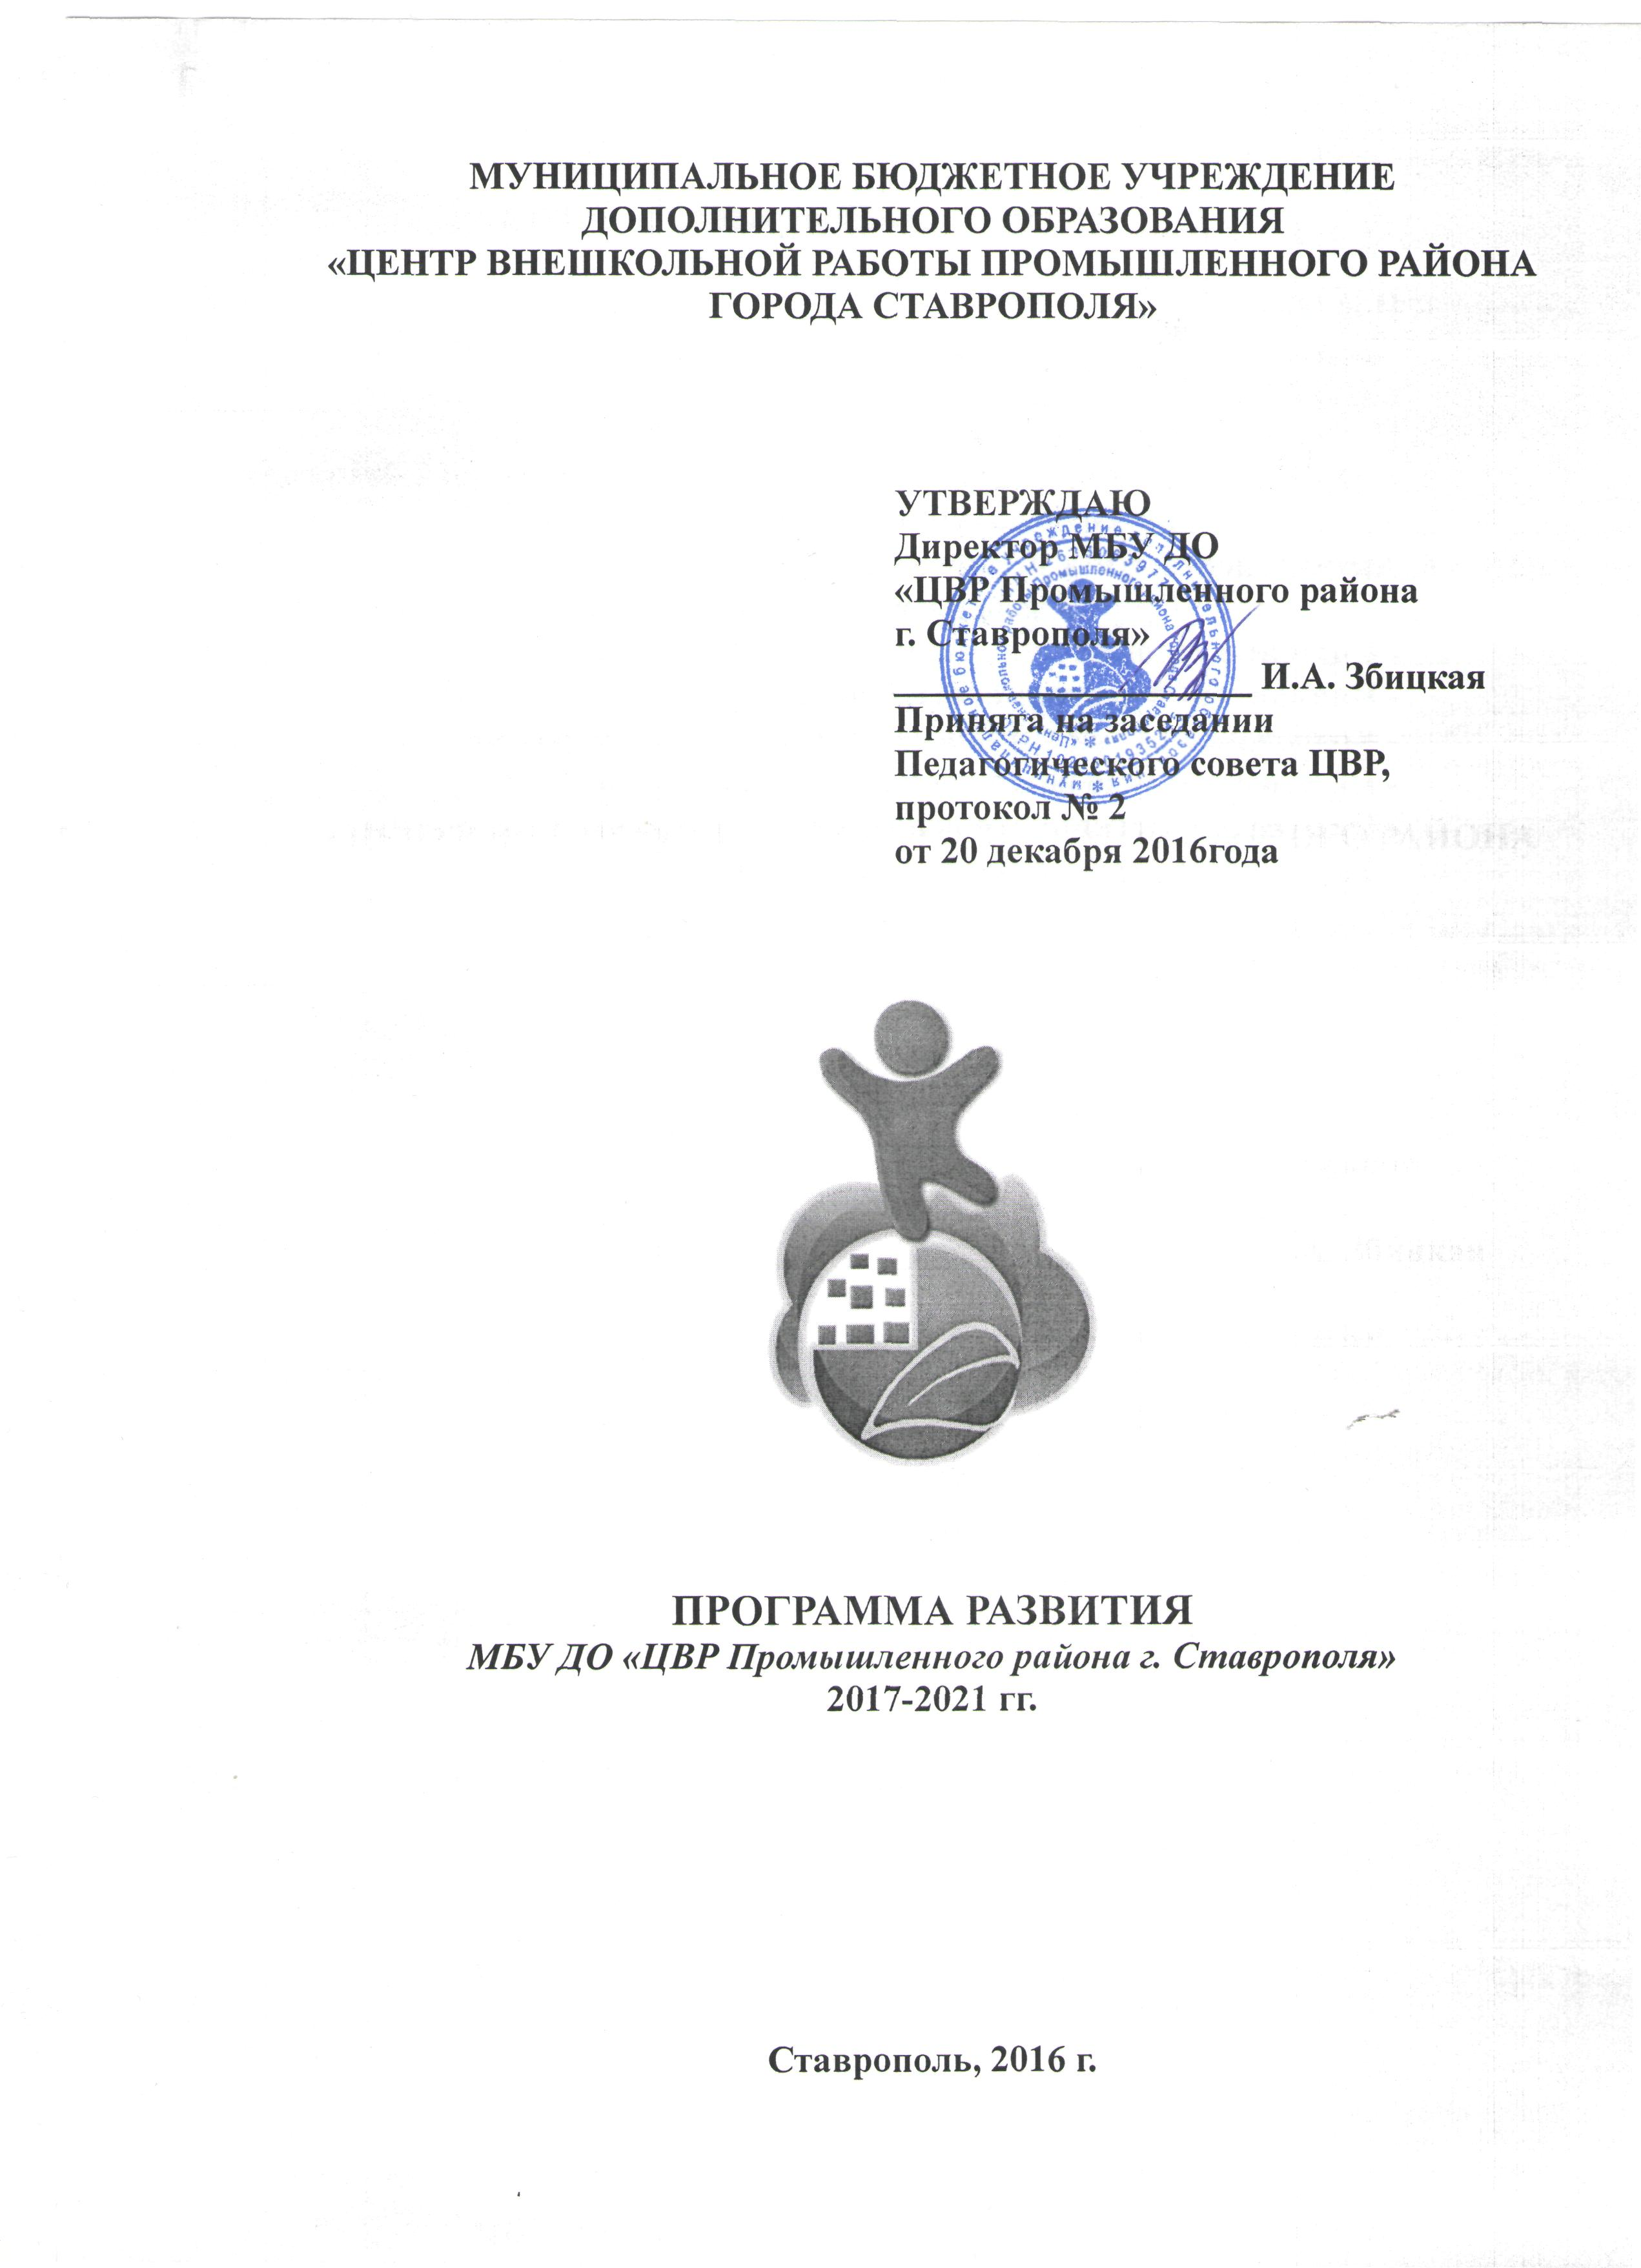 МУНИЦИПАЛЬНОЕ БЮДЖЕТНОЕ УЧРЕЖДЕНИЕ
ДОПОЛНИТЕЛЬНОГО ОБРАЗОВАНИЯ
«ЦЕНТР ВНЕШКОЛЬНОЙ РАБОТЫ ПРОМЫШЛЕННОГО РАЙОНА
ГОРОДА СТАВРОПОЛЯ»
УТВЕРЖДАЮ
Директор МБУ ДО
«ЦВР Промышленного района
г. Ставрополя»
И.А. Збицкая
Принята на заседании
Педагогического совета ЦВР,
протокол № 2
от 20 декабря 2016года
ПРОГРАММА РАЗВИТИЯ
МБУ ДО «ЦВР Промышленного района г. Ставрополя»
2017-2021 гг.
Ставрополь, 2016 г.